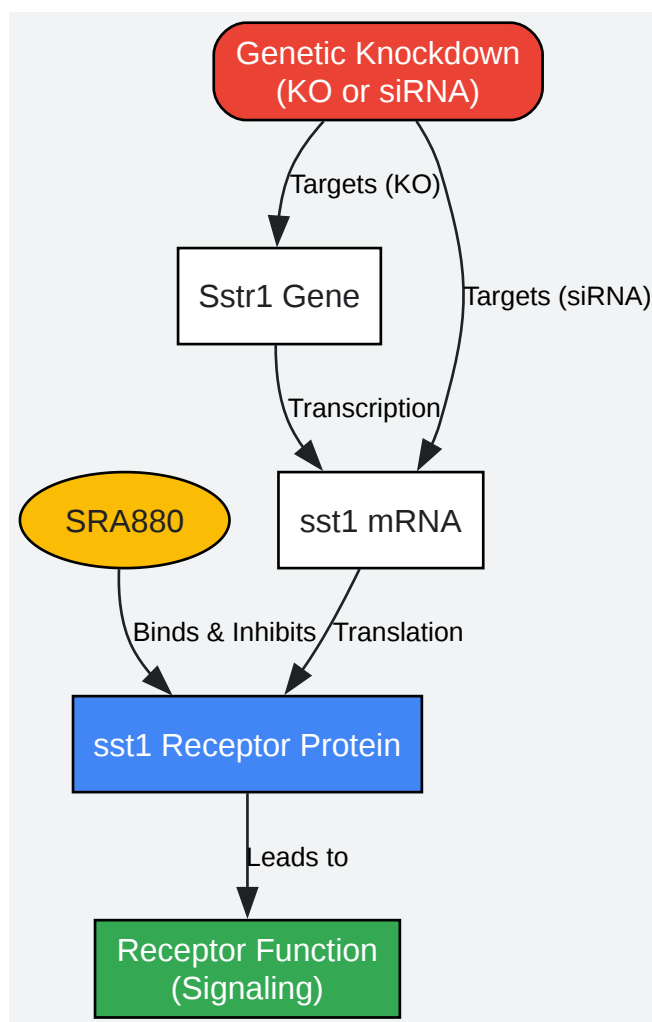 Genetic Knockdown
(KO or siRNA)
Targets (KO)
Sstr1 Gene
Targets (siRNA)
Transcription
SRA880
sst1 mRNA
Binds & Inhibits
Translation
sst1 Receptor Protein
Leads to
Receptor Function
(Signaling)